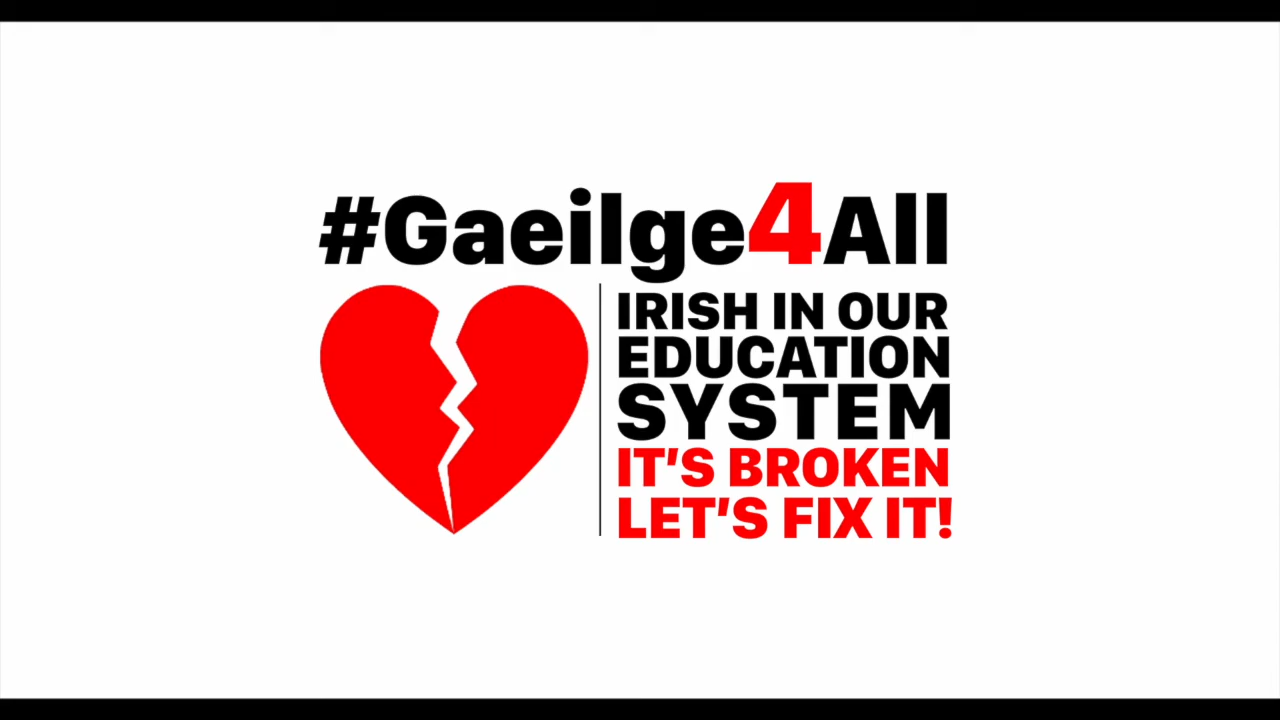 #Gaeilge4All
IRISH IN OUR
EDUCATION
SYSTEM
IT'S BROKEN
LET'S FIX IT!